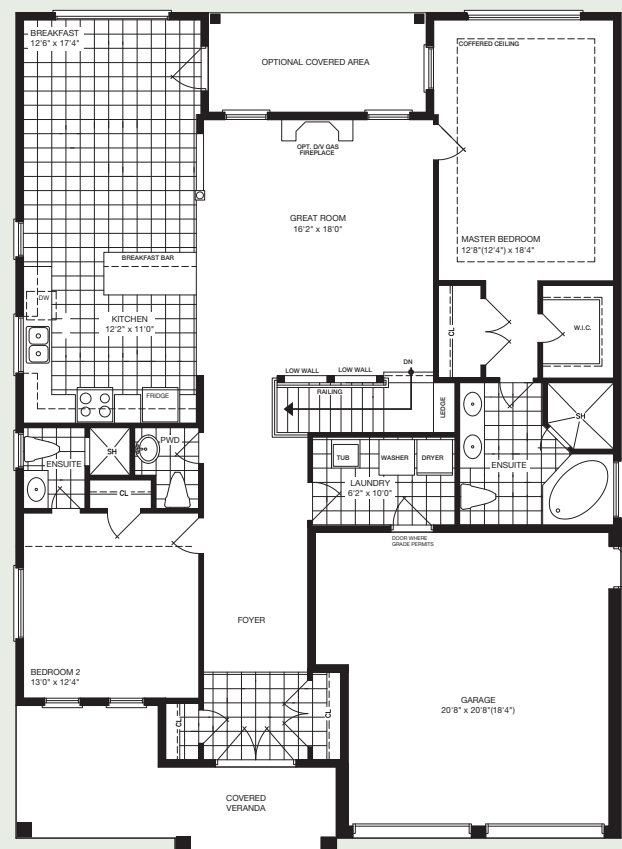 BREAKFAST
12'6" x 17'4"
OPTIONAL COVERED AREA
COFFERED CEILING
OPT. D/V GAS
FIREPLACE
GREAT ROOM
16'2" x 18'0"
MASTER BEDROOM
12'8"(12'4") x 18'4"
BREAKFAST BAR
DW
KITCHEN
12'2" x 11'0"
FRIDGE
CL
W.I.C.
LOW WALL
LOW WALL
DN
RAILING
LEDGE
SH
ENSUITE
SH
PWD
CL
TUB
WASHER
DRYER
LAUNDRY
6'2" x 10'0"
ENSUITE
DOOR WHERE
GRADE PERMITS
FOYER
BEDROOM 2
13'0" x 12'4"
CL
CL
GARAGE
20'8" x 20'8"(18'4")
COVERED
VERANDA